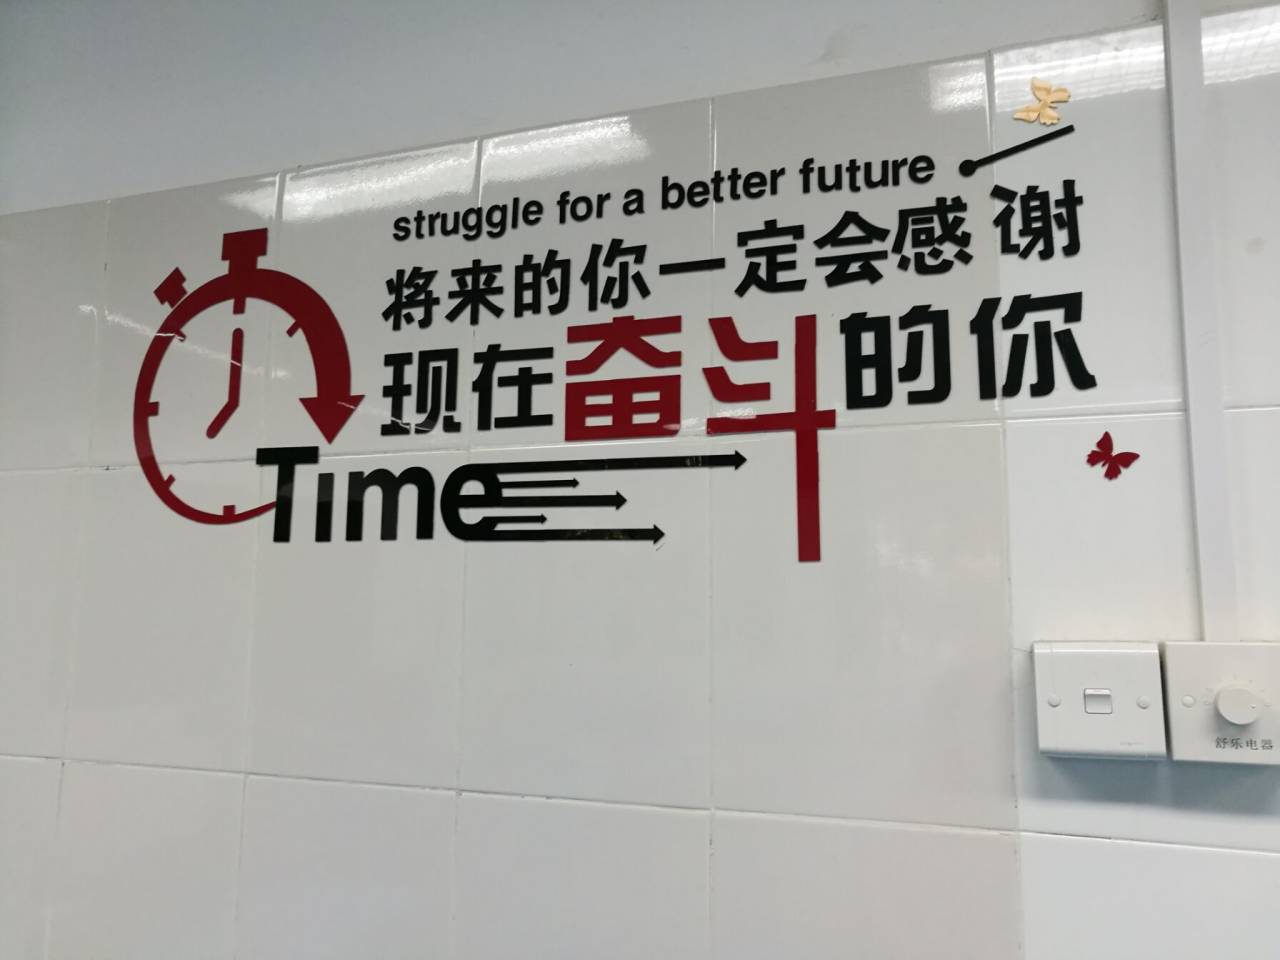 struggle for a better future
将来的你一定会感谢
现在奋斗的你
Time
舒乐电器